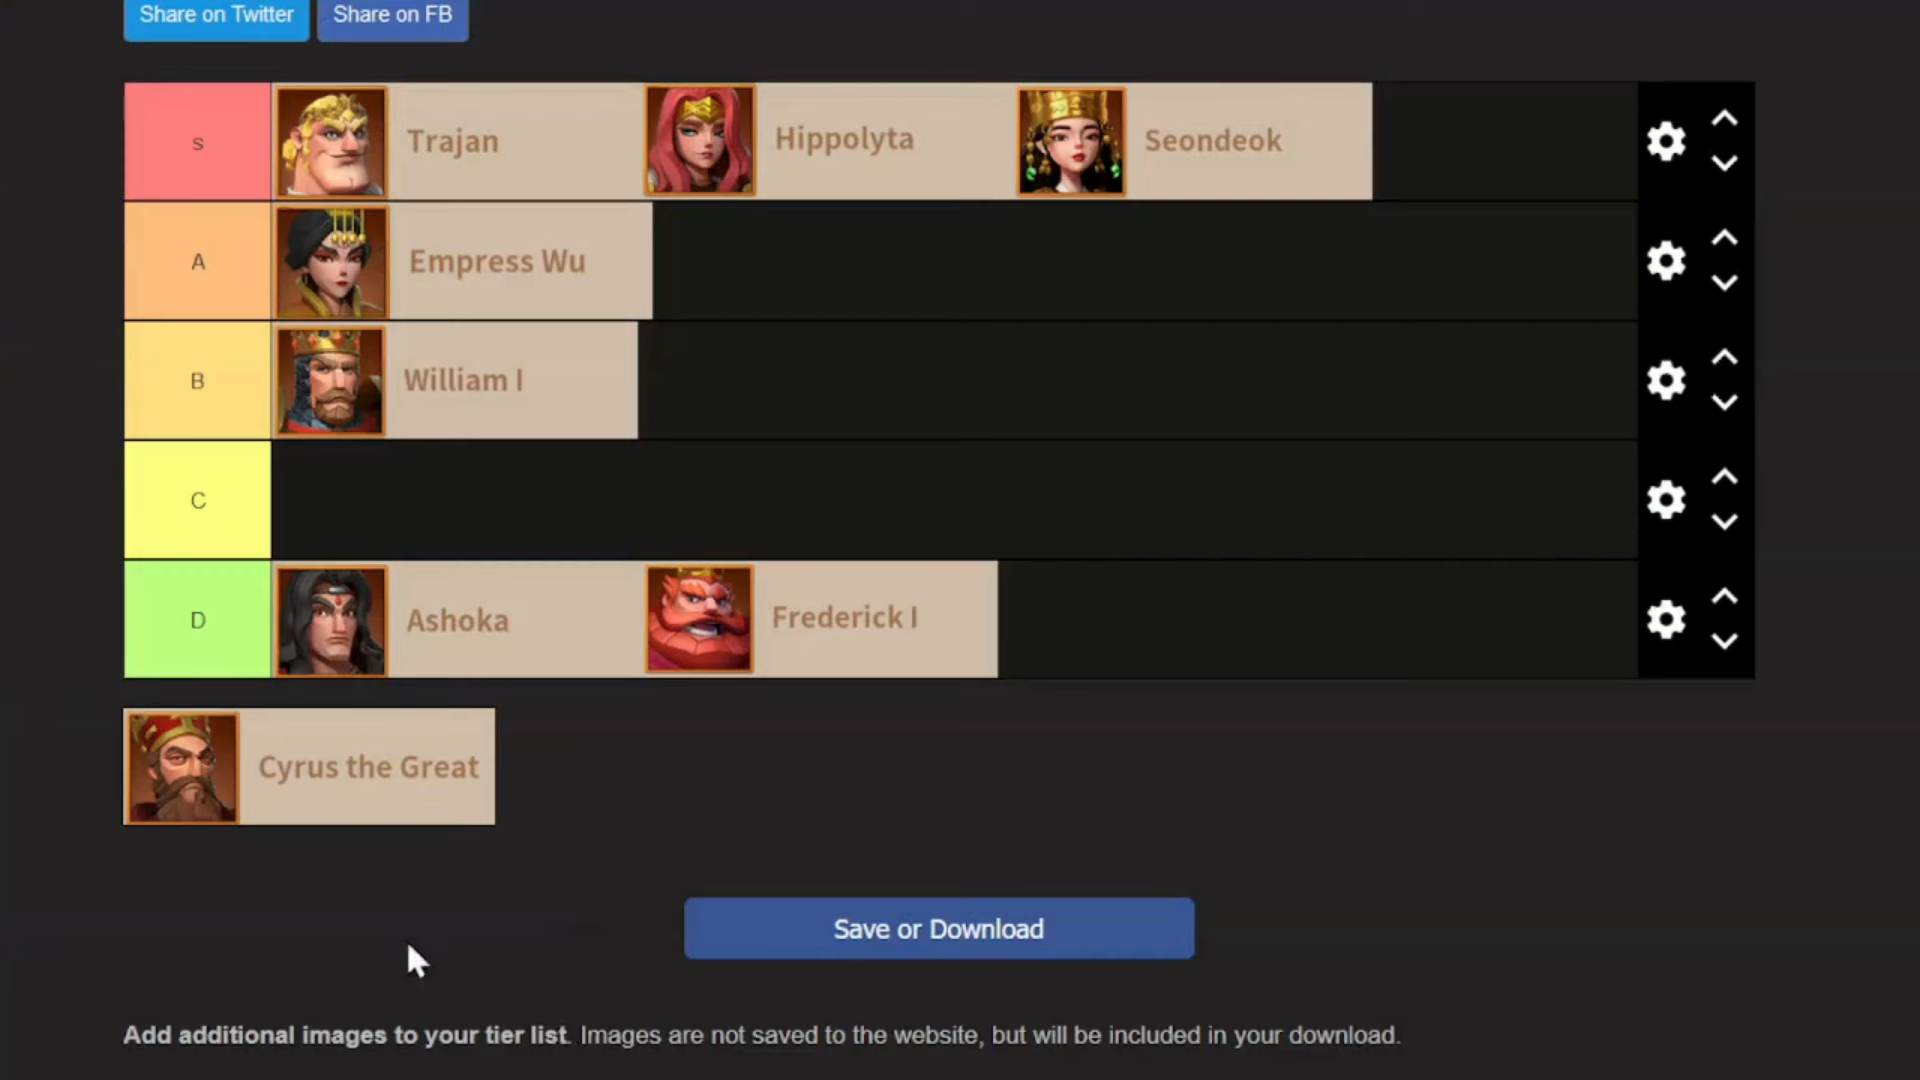 Share on Twitter Share on FB
S Trajan Hippolyta Seondeok
A Empress Wu
B William I
C
D Ashoka Frederick I
Cyrus the Great
Save or Download
Add additional images to your tier list. Images are not saved to the website, but will be included in your download.